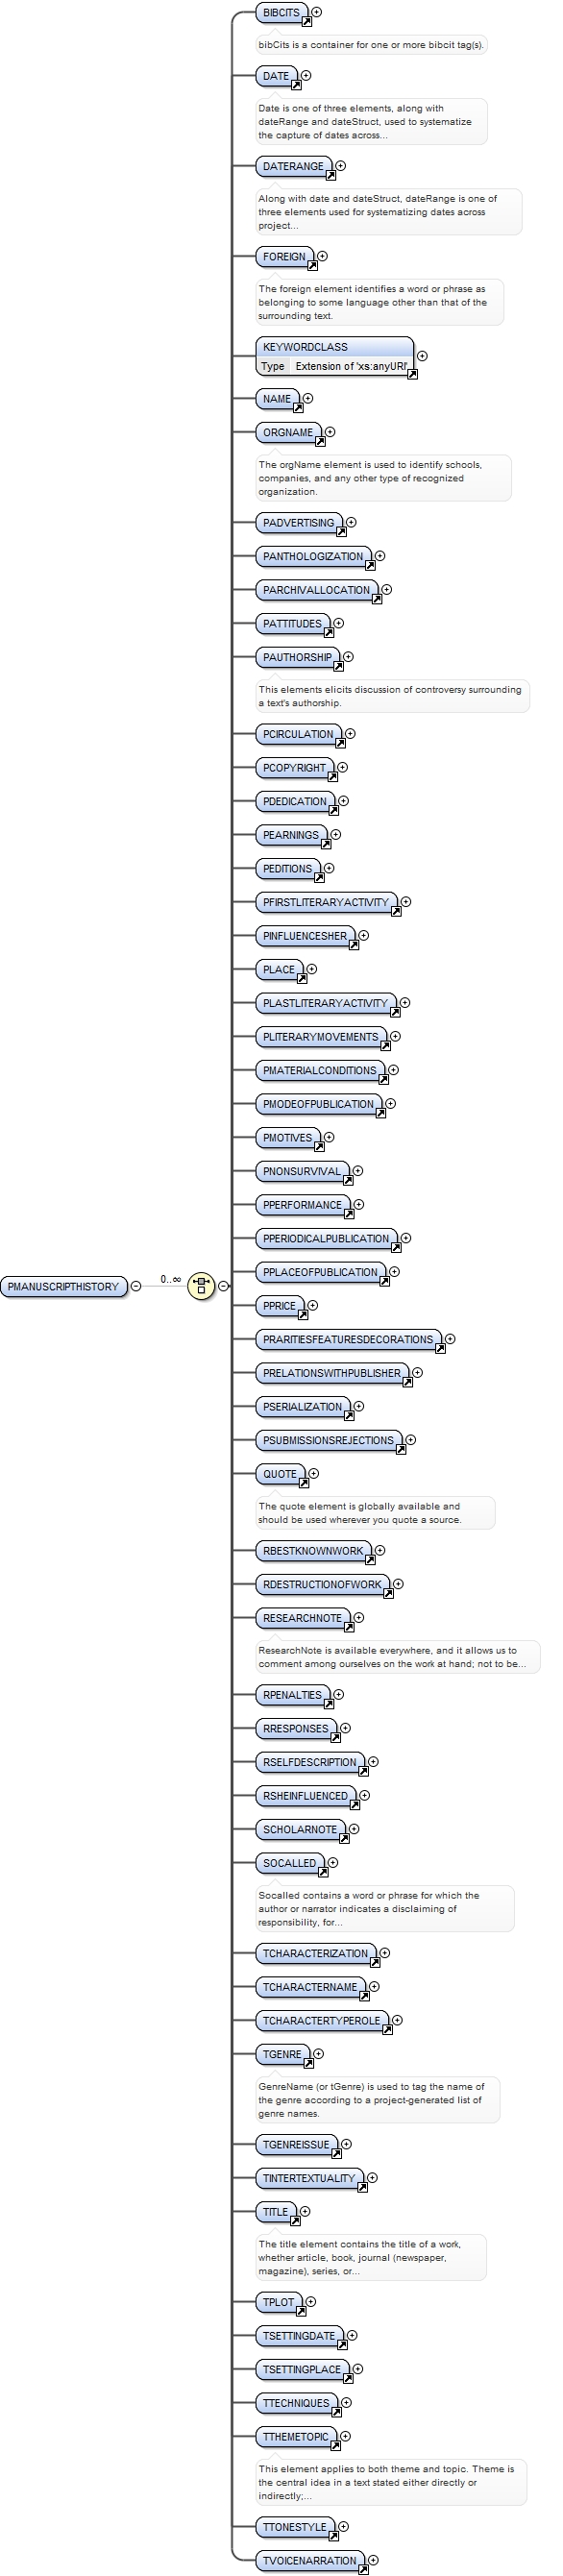 BIBCITS
bibCits is a container for one or more bibcit tag(s).
DATE
Date is one of three elements, along with
dateRange and dateStruct, used to systematize
the capture of dates across...
DATERANGE
Along with date and dateStruct, dateRange is one of
three elements used for systematizing dates across
project...
FOREIGN
The foreign element identifies a word or phrase as
belonging to some language other than that of the
surrounding text.
KEYWORDCLASS
Type Extension of 'xs:anyURI'
NAME
ORGNAME
The orgName element is used to identify schools,
companies, and any other type of recognized
organization.
PADVERTISING
PANTHOLOGIZATION
PARCHIVALLOCATION
PATTITUDES
PAUTHORSHIP
This elements elicits discussion of controversy surrounding
a text's authorship.
PCIRCULATION
PCOPYRIGHT
PDEDICATION
PEARNINGS
PEDITIONS
PFIRSTLITERARYACTIVITY
PINFLUENCESHER
PLACE
PLASTLITERARYACTIVITY
PLITERARYMOVEMENTS
PMATERIALCONDITIONS
PMODEOFPUBLICATION
PMOTIVES
PNONSURVIVAL
PPERFORMANCE
PPERIODICALPUBLICATION
PPLACEOFPUBLICATION
PMANUSCRIPTHISTORY 0..∞
PPRICE
PRARITIESFEATURESDECORATIONS
PRELATIONSWITHPUBLISHER
PSERIALIZATION
PSUBMISSIONSREJECTIONS
QUOTE
The quote element is globally available and
should be used wherever you quote a source.
RBESTKNOWNWORK
RDESTRUCTIONOFWORK
RESEARCHNOTE
ResearchNote is available everywhere, and it allows us to
comment among ourselves on the work at hand; not to be...
RPENALTIES
RRESPONSES
RSELFDESCRIPTION
RSHEINFLUENCED
SCHOLARNOTE
SOCALLED
Socalled contains a word or phrase for which the
author or narrator indicates a disclaiming of
responsibility, for...
TCHARACTERIZATION
TCHARACTERNAME
TCHARACTERTYPEROLE
TGENRE
GenreName (or tGenre) is used to tag the name of
the genre according to a project-generated list of
genre names.
TGENREISSUE
TINTERTEXTUALITY
TITLE
The title element contains the title of a work,
whether article, book, journal (newspaper,
magazine), series, or...
TPLOT
TSETTINGDATE
TSETTINGPLACE
TTECHNIQUES
TTHEMETOPIC
This element applies to both theme and topic. Theme is
the central idea in a text stated either directly or
indirectly;...
TTONESTYLE
TVOICENARRATION